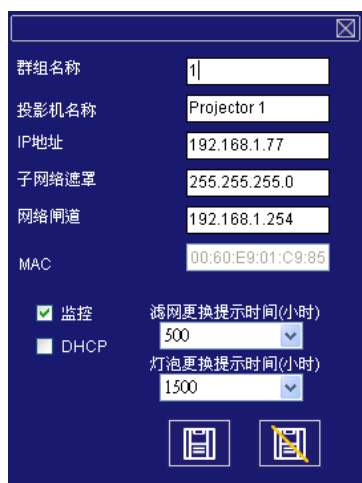 群组名称 1
投影机名称 Projector 1
IP地址 192.168.1.77
子网络遮罩 255.255.255.0
网络闸道 192.168.1.254
MAC 00:60:E9:01:C9:85
监控
DHCP
滤网更换提示时间(小时)
500
灯泡更换提示时间(小时)
1500